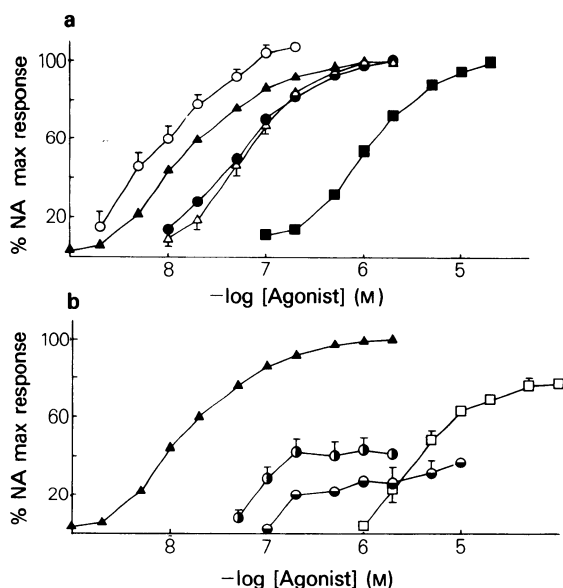 a
% NA max response
100
60
20
8 7 6 5
−log [Agonist] (M)
b
% NA max response
100
60
20
8 7 6 5
−log [Agonist] (M)